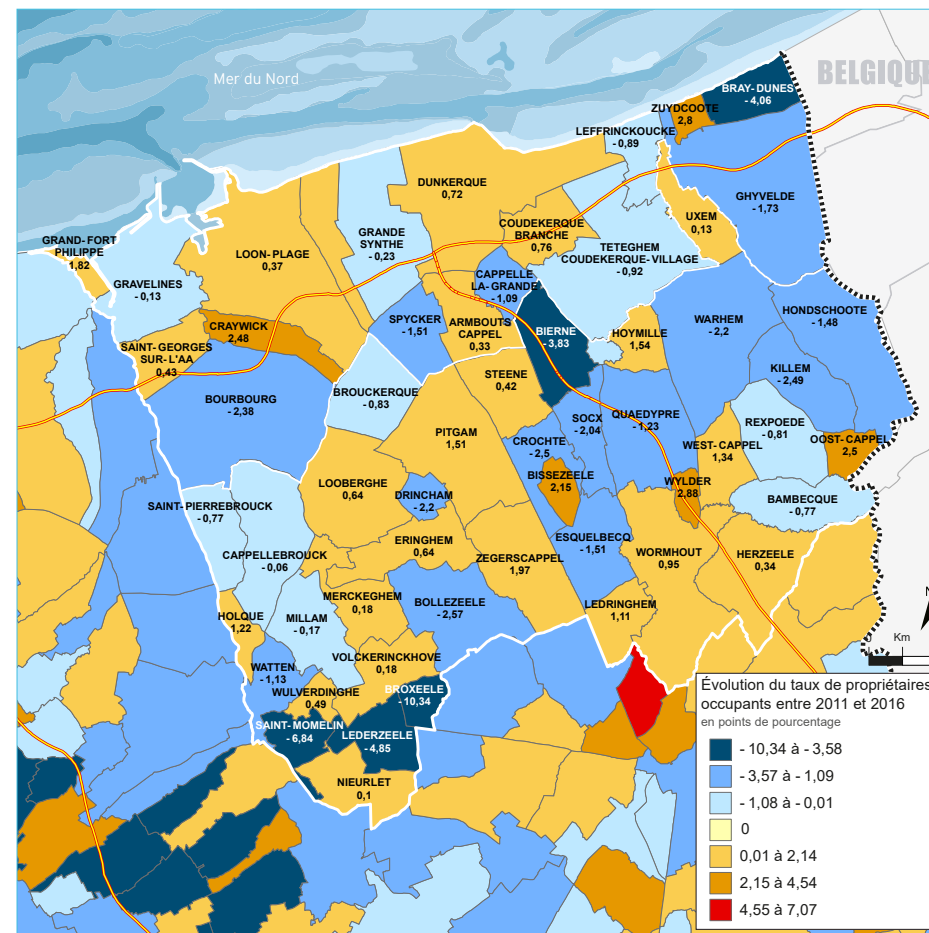 Mer du Nord
BELGIQUE
BRAY-DUNES
- 4,06
ZUYDCOOTE
2,8
LEFFRINCKOUCKE
- 0,89
DUNKERQUE
0,72
GHYVELDE
- 1,73
UXEM
0,13
COUDEKERQUE
BRANCHE
0,76
GRANDE
SYNTHE
- 0,23
TETEGHEM
COUDEKERQUE-VILLAGE
- 0,92
GRAND-FORT
PHILIPPE
1,82
LOON-PLAGE
0,37
GRAVELINES
- 0,13
CAPPELLE
LA-GRANDE
- 1,09
HONDSCHOOTE
- 1,48
SPYCKER
- 1,51
ARMBOUTS
CAPPEL
0,33
WARHEM
- 2,2
CRAYWICK
2,48
BIERNE
- 3,83
HOYMILLE
1,54
SAINT-GEORGES
SUR-L'AA
0,43
KILLEM
- 2,49
STEENE
0,42
BROUCKERQUE
- 0,83
BOURBOURG
- 2,38
SOCX
- 2,04
QUAEDYPRE
- 1,23
REXPOEDE
- 0,81
PITGAM
1,51
CROCHTE
- 2,5
WEST-CAPPEL
1,34
OOST-CAPPEL
2,5
BISSEZEELE
2,15
LOOBERGHE
0,64
WYLDER
2,88
DRINCHAM
- 2,2
BAMBECQUE
- 0,77
SAINT-PIERREBROUCK
- 0,77
ESQUELBECQ
- 1,51
ERINGHEM
0,64
CAPPELLEBROUCK
- 0,06
ZEGERSCAPPEL
1,97
WORMHOUT
0,95
HERZEELE
0,34
MERCKEGHEM
0,18
BOLLEZEELE
- 2,57
LEDRINGHEM
1,11
HOLQUE
1,22
MILLAM
- 0,17
N
Km
VOLCKERINCKHOVE
0,18
WATTEN
- 1,13
WULVERDINGHE
0,49
BROXEELE
- 10,34
SAINT-MOMELIN
- 6,84
LEDERZEELE
- 4,85
NIEURLET
0,1
Évolution du taux de propriétaires
occupants entre 2011 et 2016
en points de pourcentage
- 10,34 à - 3,58
- 3,57 à - 1,09
- 1,08 à - 0,01
0
0,01 à 2,14
2,15 à 4,54
4,55 à 7,07